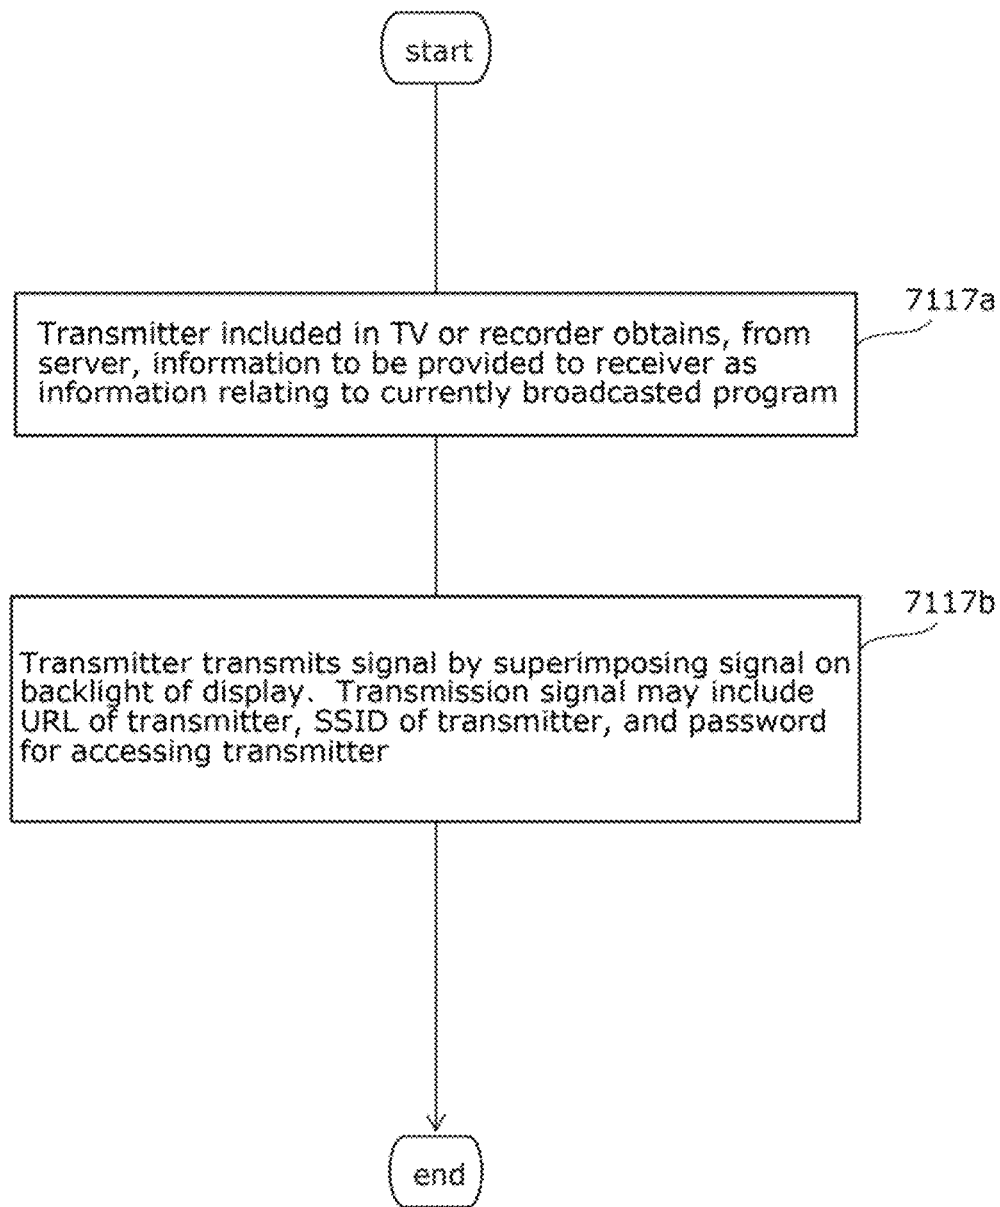 start
7117a
Transmitter included in TV or recorder obtains, from
server, information to be provided to receiver as
information relating to currently broadcasted program
7117b
Transmitter transmits signal by superimposing signal on
backlight of display. Transmission signal may include
URL of transmitter, SSID of transmitter, and password
for accessing transmitter
end